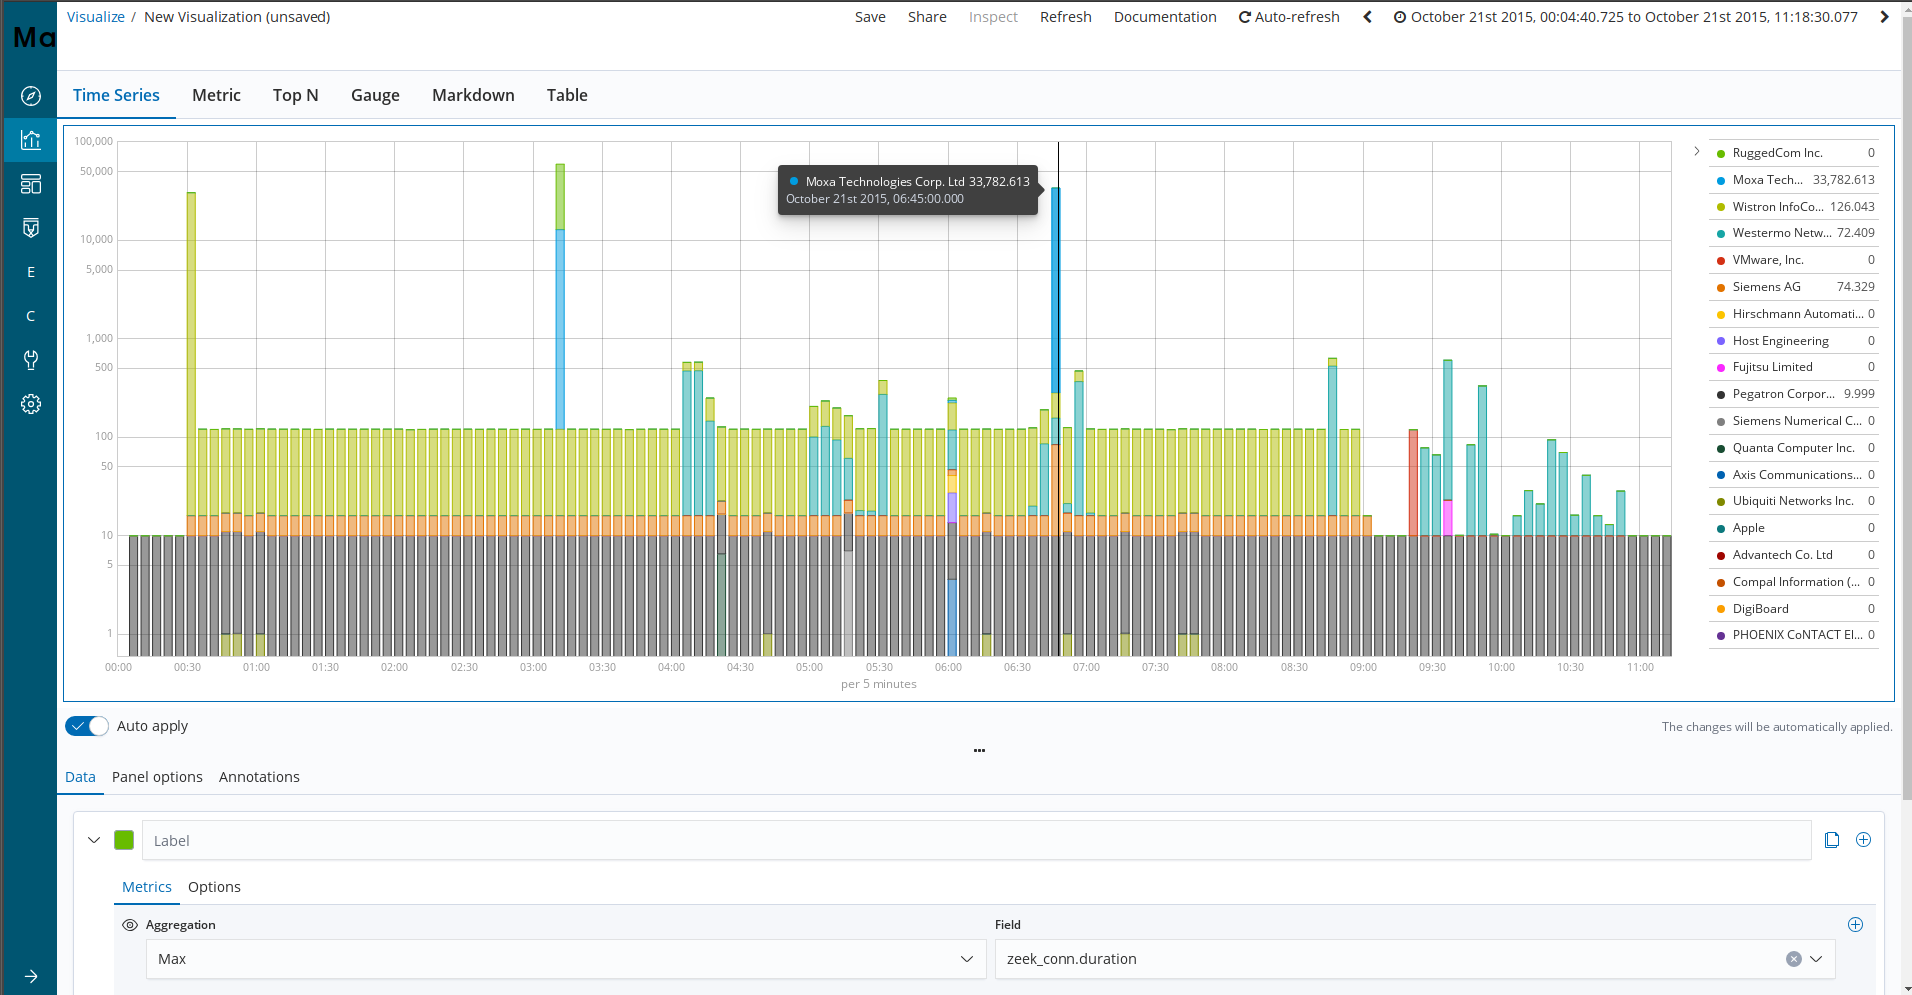 Visualize / New Visualization (unsaved)
Save Share Inspect Refresh Documentation Auto-refresh October 21st 2015, 00:04:40.725 to October 21st 2015, 11:18:30.077
Ma
Time Series Metric Top N Gauge Markdown Table
E
C
100,000
50,000
10,000
5,000
1,000
500
100
50
10
5
1
Moxa Technologies Corp. Ltd 33,782.613
October 21st 2015, 06:45:00.000
00:00 00:30 01:00 01:30 02:00 02:30 03:00 03:30 04:00 04:30 05:00 05:30 06:00 06:30 07:00 07:30 08:00 08:30 09:00 09:30 10:00 10:30 11:00
per 5 minutes
RuggedCom Inc. 0
Moxa Tech... 33,782.613
Wistron InfoCo... 126.043
Westermo Netw... 72.409
VMware, Inc. 0
Siemens AG 74.329
Hirschmann Automati... 0
Host Engineering 0
Fujitsu Limited 0
Pegatron Corpor... 9.999
Siemens Numerical C... 0
Quanta Computer Inc. 0
Axis Communications... 0
Ubiquiti Networks Inc. 0
Apple 0
Advantech Co. Ltd 0
Compal Information (... 0
DigiBoard 0
PHOENIX CoNTACT El... 0
Auto apply
The changes will be automatically applied.
Data Panel options Annotations
Label
Metrics Options
Aggregation Field
Max zeek_conn.duration